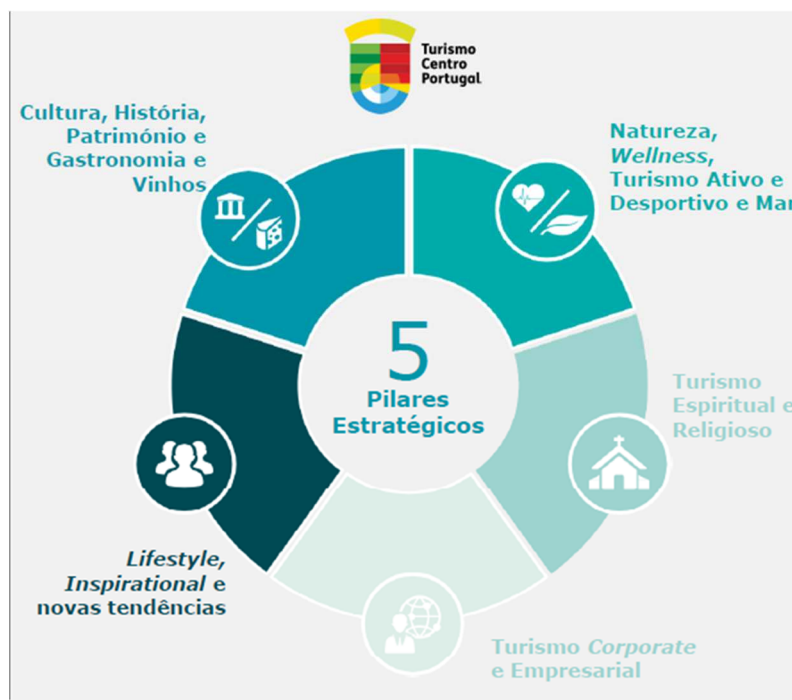 Turismo
Centro
Portugal
Cultura, História,
Património e
Gastronomia e
Vinhos
Natureza,
Wellness,
Turismo Ativo e
Desportivo e Mar
5
Pilares
Estratégicos
Turismo
Espiritual e
Religioso
Lifestyle,
Inspirational e
novas tendências
Turismo Corporate
e Empresarial